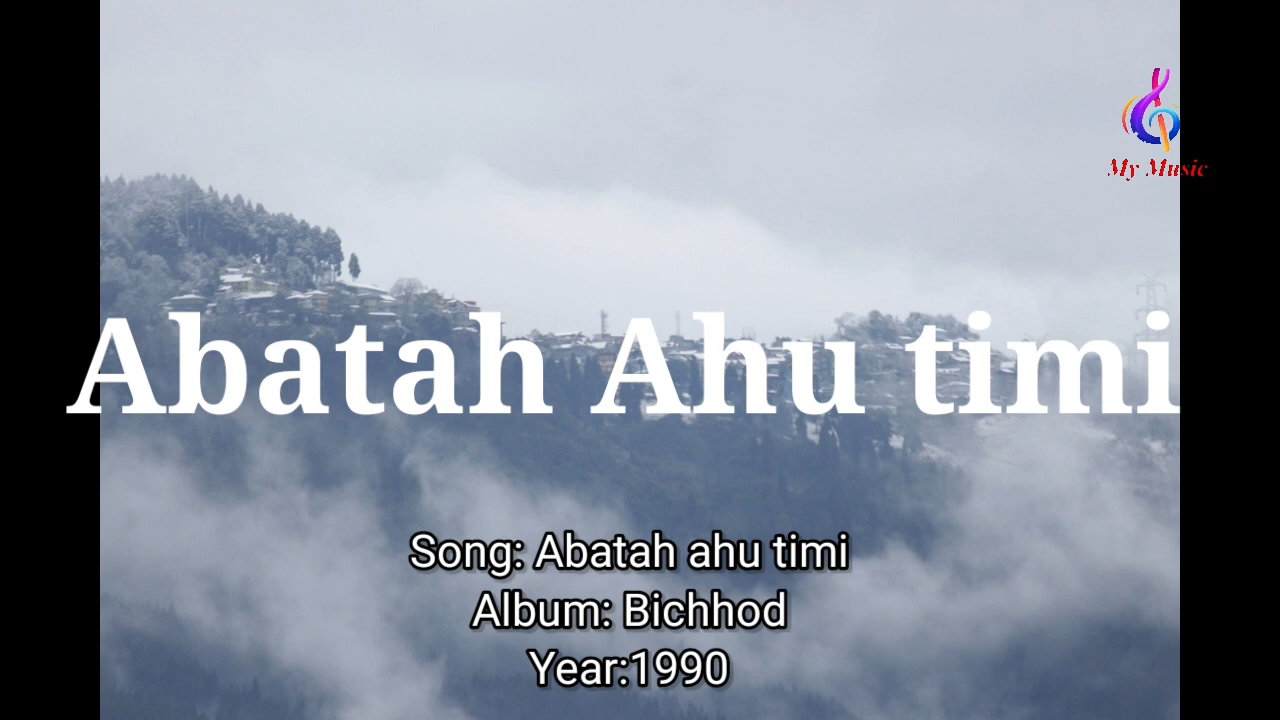 My Music
Abatah Ahu timi
Song: Abatah ahu timi
Album: Bichhod
Year:1990